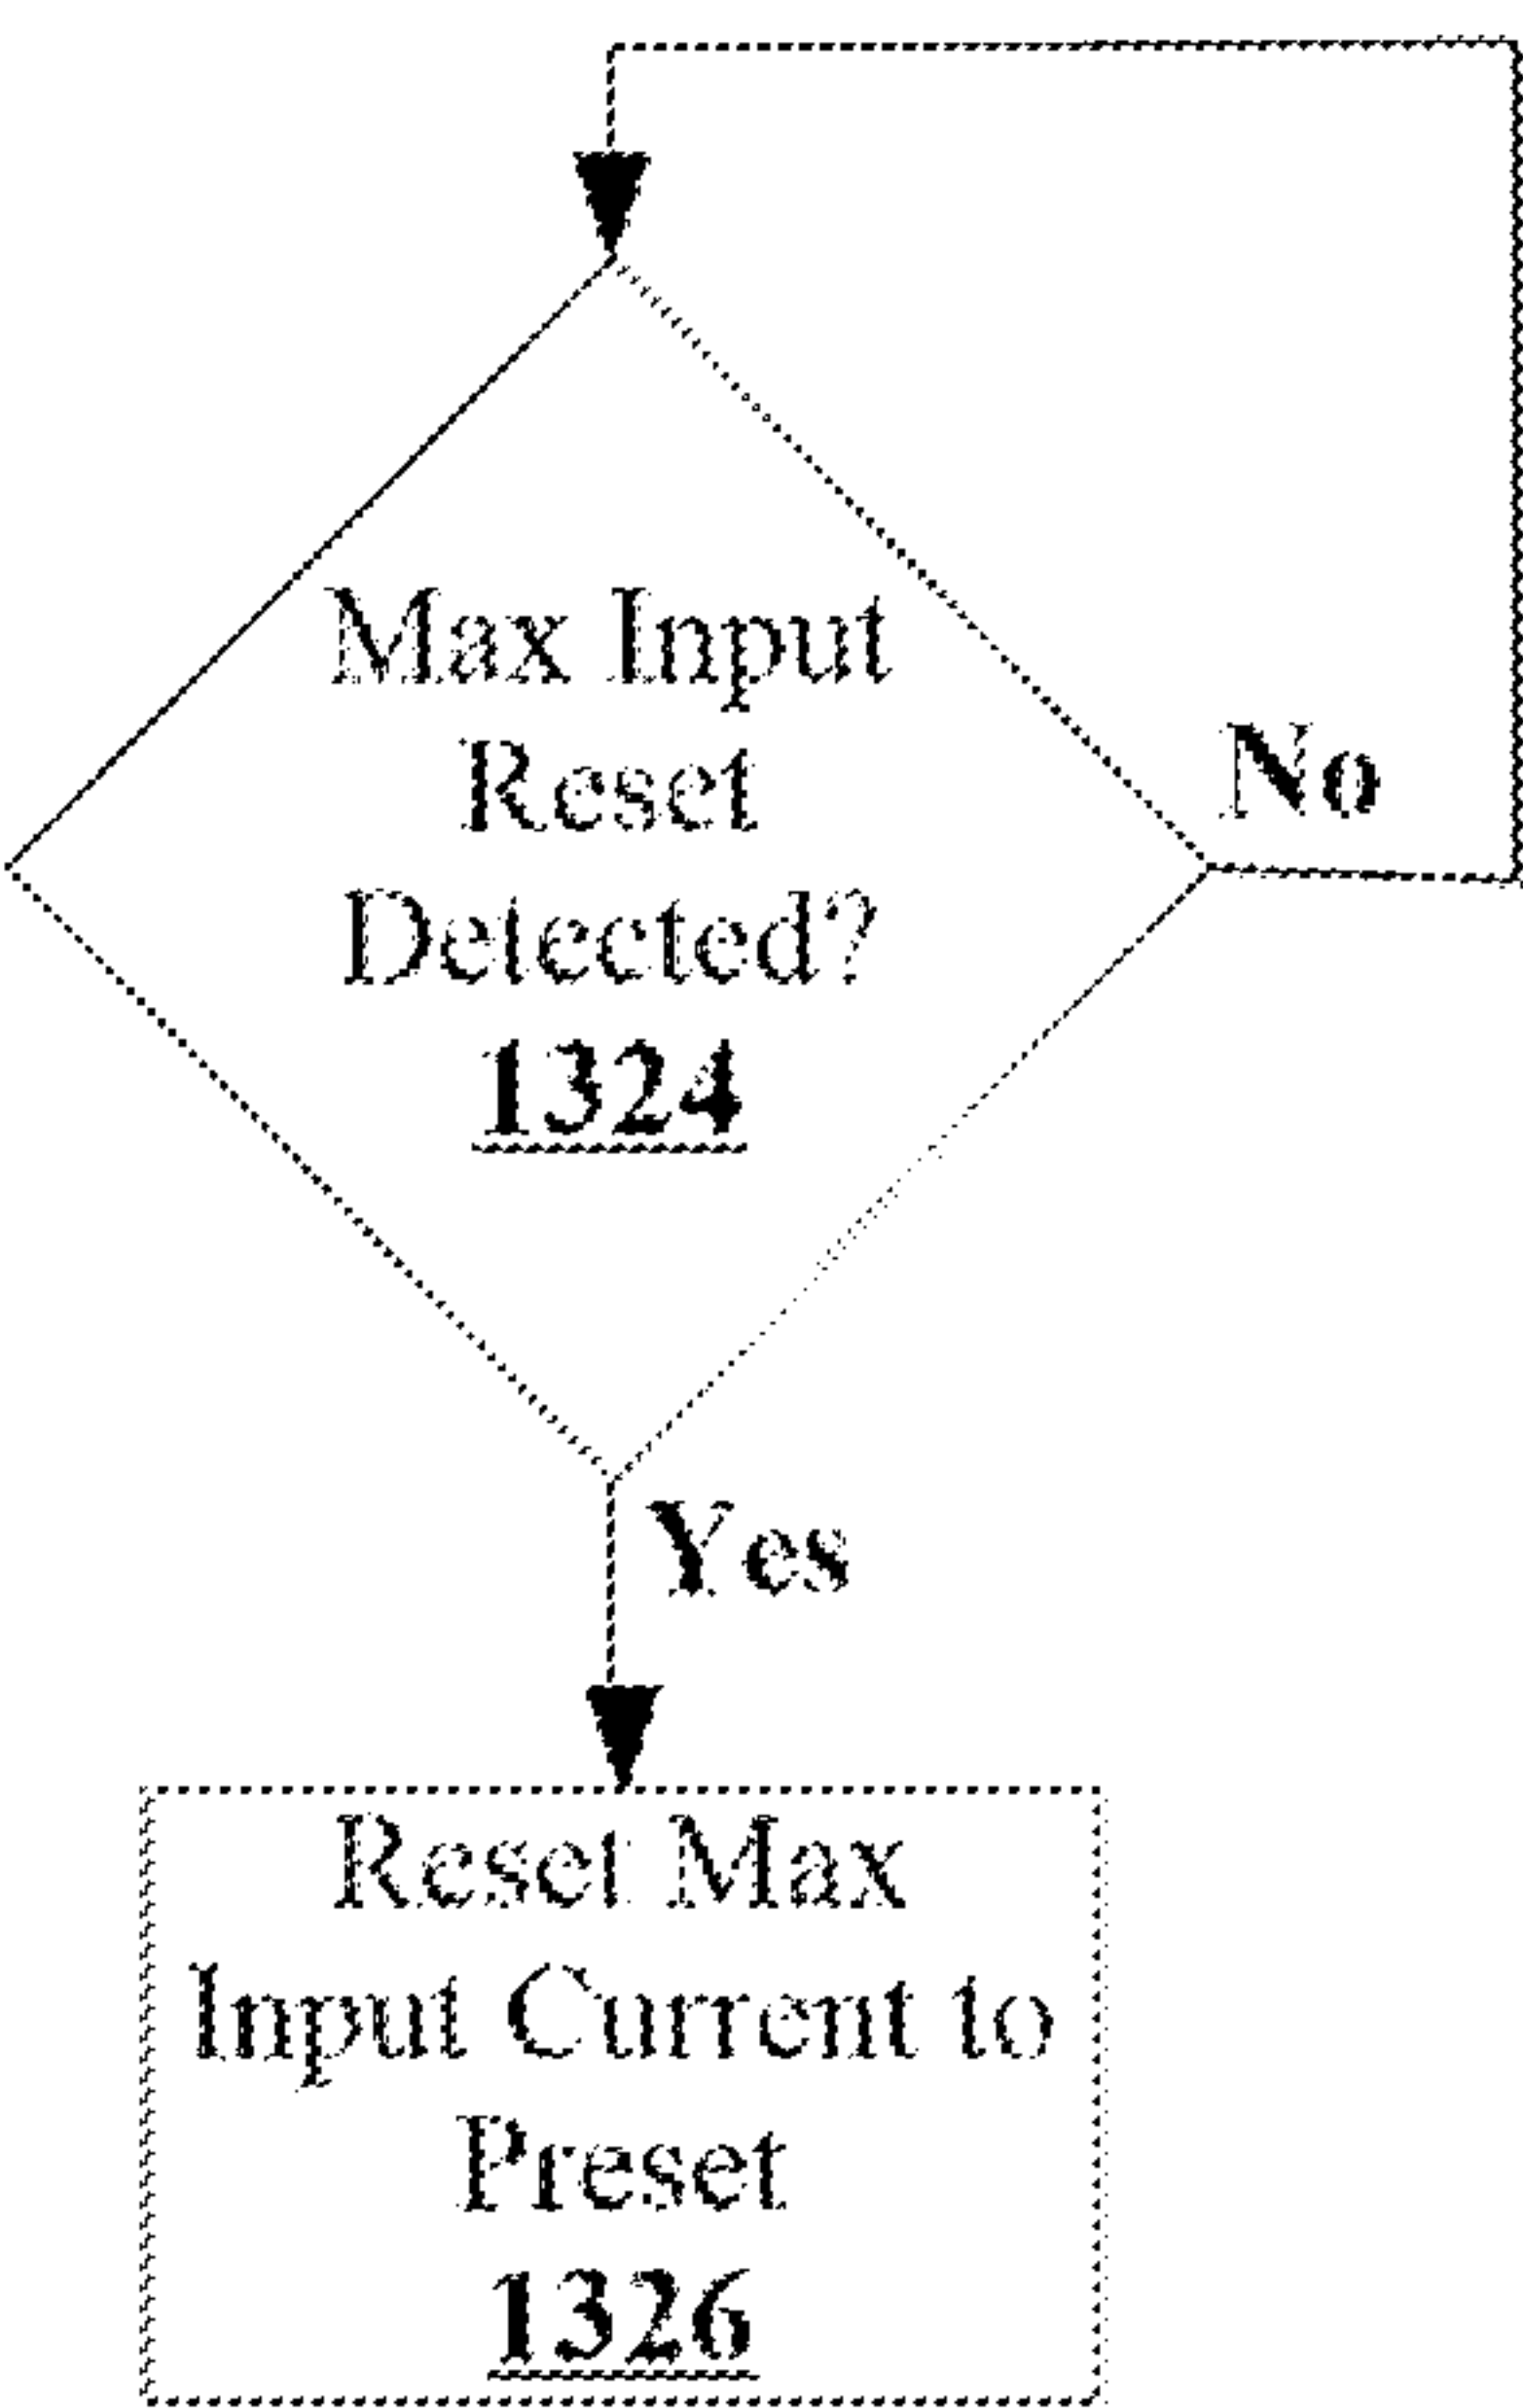 Max Input
Reset
No
Detected?
1324
Yes
Reset Max
Input Current to
Preset
1326